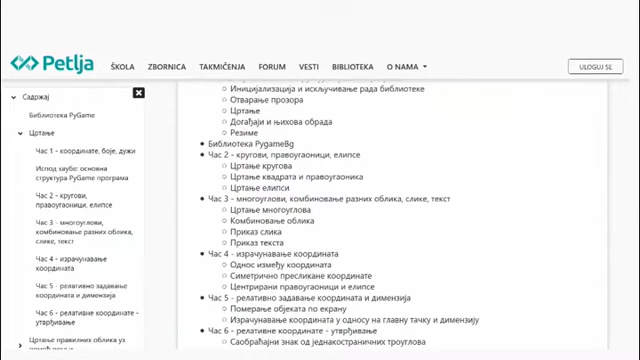 Petlja ŠKOLA ZBORNICA TAKMIČENJA FORUM VESTI BIBLIOTEKA O NAMA ULOGUJ SE
Садржај
Библиотека PyGame
Цртање
Час 1 - координате, боје, дужи
Испод хаубе: основна
структура PyGame програма
Час 2 - кругови,
правоугаоници, елипсе
Час 3 - многоуглови,
комбиновање разних облика,
слике, текст
Час 4 - израчунавање
координата
Час 5 - релативно задавање
координата и димензија
Час 6 - релативне координате -
утврђивање
Цртање правилних облика уз
Иницијализација и искључивање рада библиотеке
Отварање прозора
Цртање
Догађаји и њихова обрада
Резиме
Библиотека PygameBg
Час 2 - кругови, правоугаоници, елипсе
Цртање кругова
Цртање квадрата и правоугаоника
Цртање елипси
Час 3 - многоуглови, комбиновање разних облика, слике, текст
Цртање многоуглова
Комбиновање облика
Приказ слика
Приказ текста
Час 4 - израчунавање координата
Однос између координата
Симетрично пресликане координате
Центрирани правоугаоници и елипсе
Час 5 - релативно задавање координата и димензија
Померање објеката по екрану
Израчунавање координата у односу на главну тачку и димензију
Час 6 - релативне координате - утврђивање
Саобраћајни знак од једнакостраничних троуглова